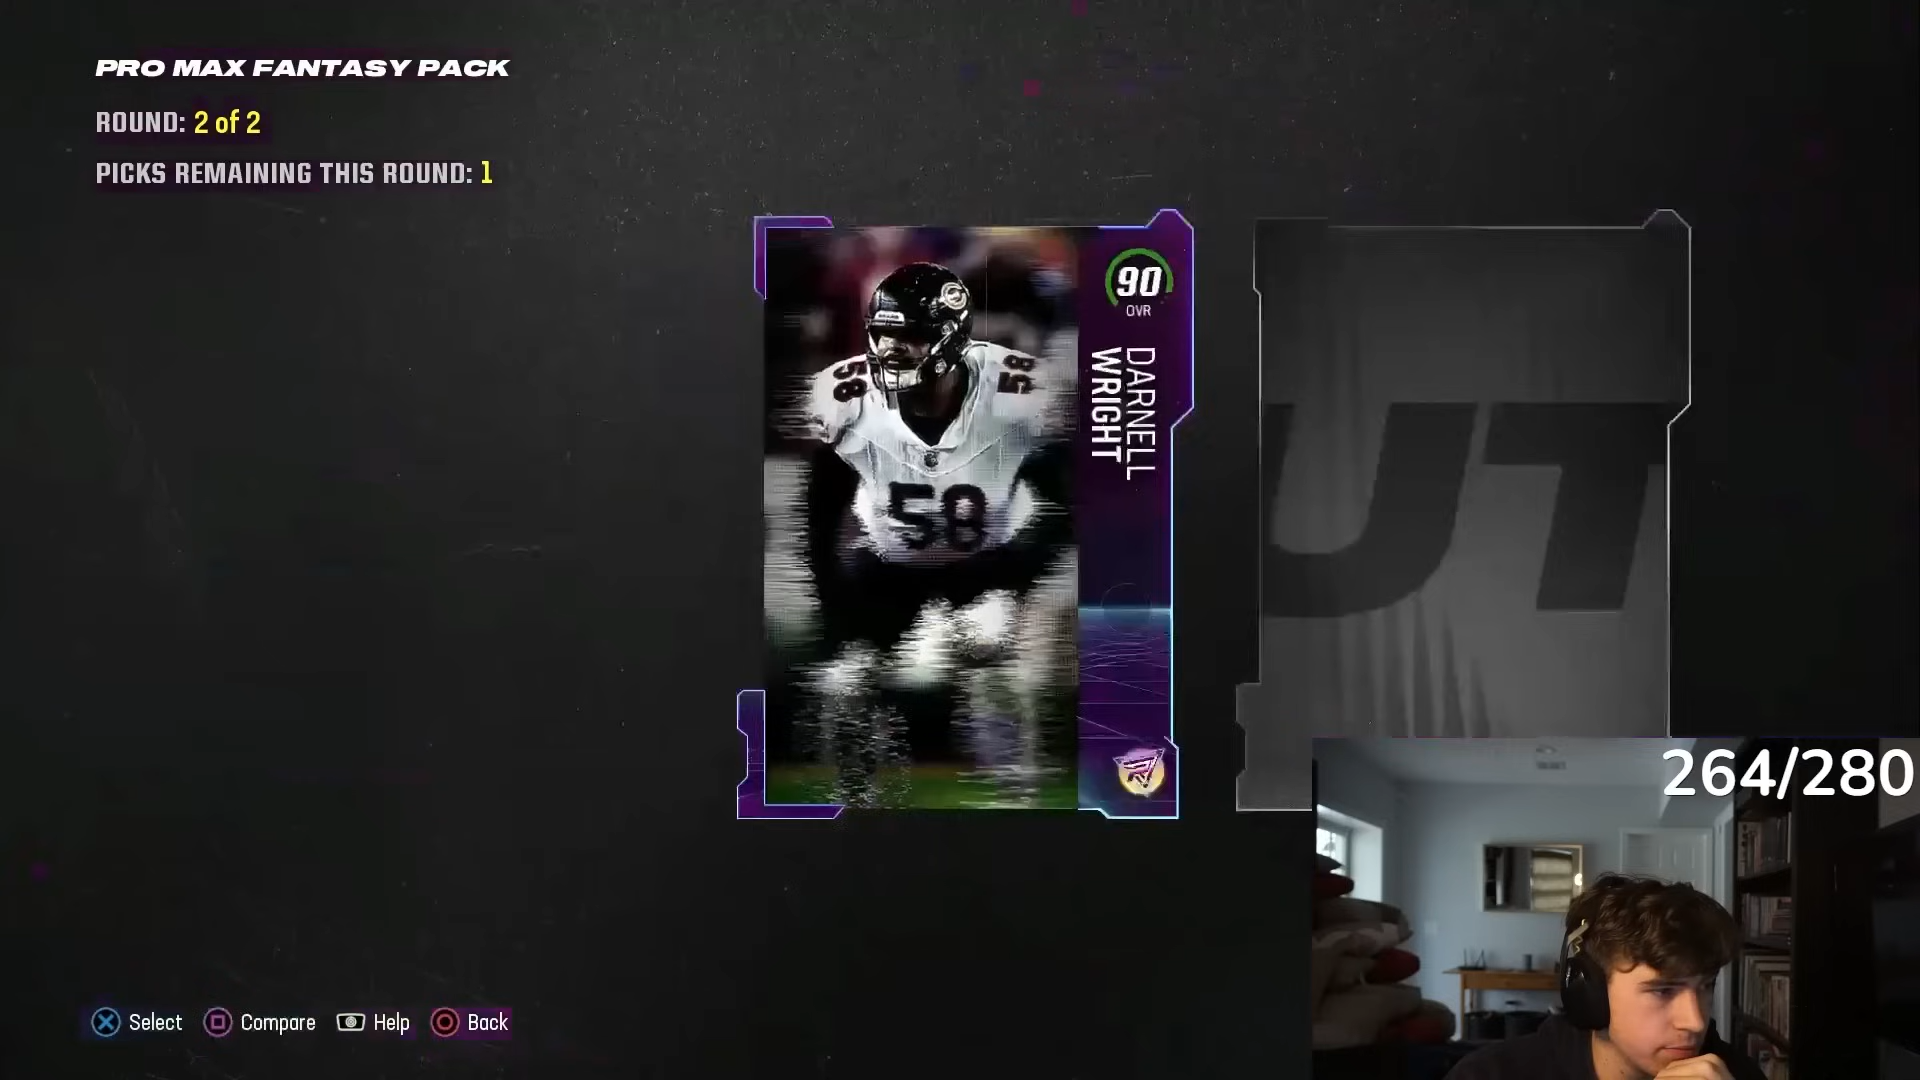 PRO MAX FANTASY PACK
ROUND: 2 of 2
PICKS REMAINING THIS ROUND: 1
90
OVR
DARNELL
WRIGHT
58
58
58
UT
264/280
Select
Compare
Help
Back